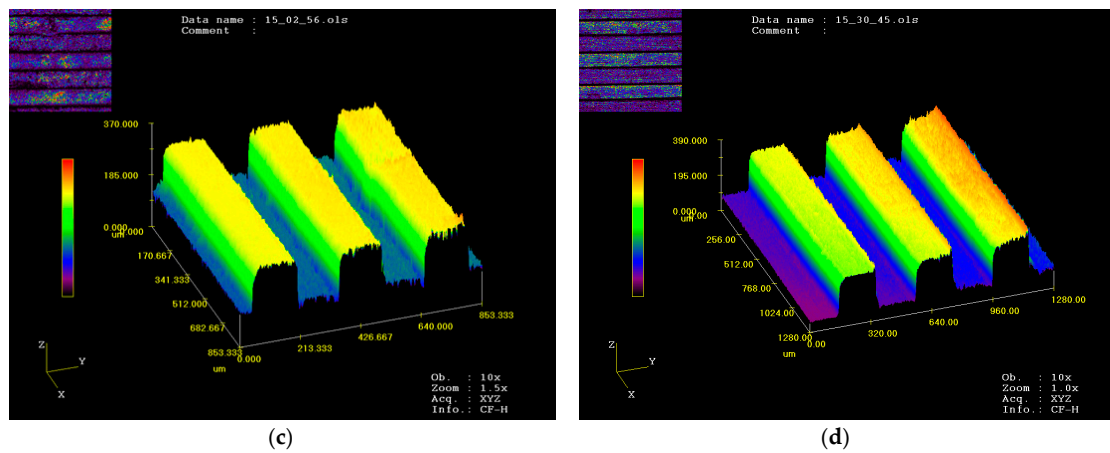 Data name : 15_02_56.ols
Comment :
370.000
185.000
0.000
0.000
um
170.667
341.333
512.000
682.667
853.333
0.000
213.333
426.667
640.000
853.333
um
Z
Y
X
Ob. : 10x
Zoom : 1.5x
Acq. : XYZ
Info.: CF-H
(c)
Data name : 15_30_45.ols
Comment :
390.000
195.000
0.000
um
256.00
512.00
768.00
1024.00
1280.00
0.00
320.00
640.00
960.00
1280.00
um
Z
Y
X
Ob. : 10x
Zoom : 1.0x
Acq. : XYZ
Info.: CF-H
(d)